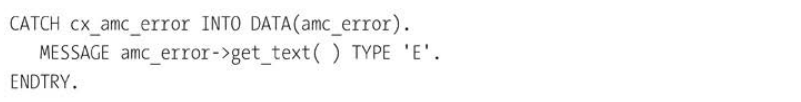 CATCH cx_amc_error INTO DATA(amc_error).
MESSAGE amc_error->get_text( ) TYPE 'E'.
ENDTRY.